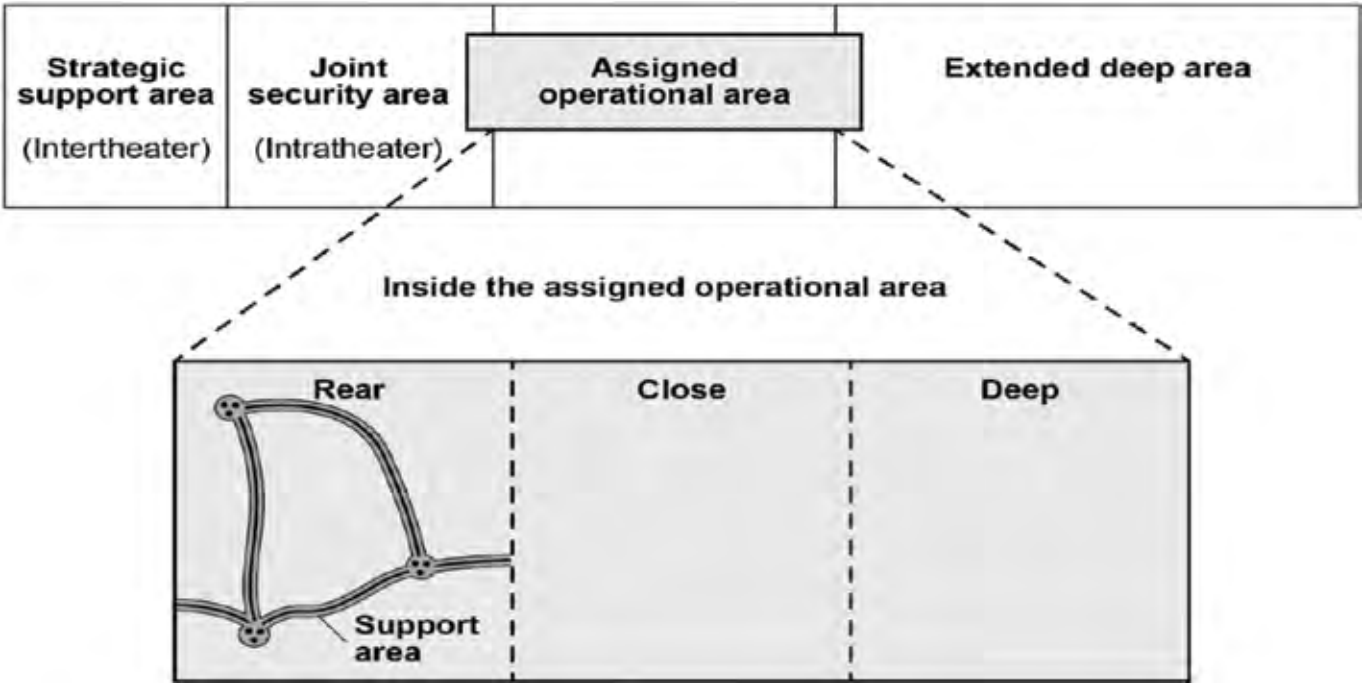 Strategic
support area
(Intertheater)
Joint
security area
(Intratheater)
Assigned
operational area
Extended deep area
Inside the assigned operational area
Rear
Close
Deep
Support
area